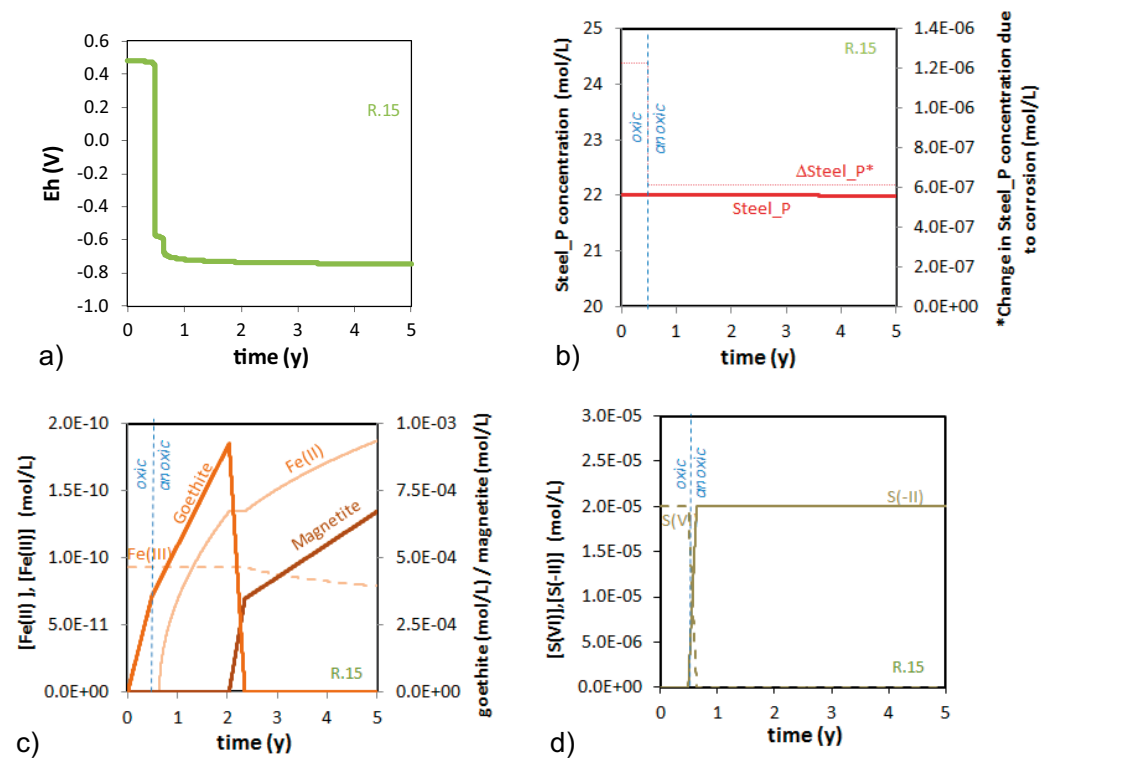 0.6
0.4
0.2
0.0
-0.2
-0.4
-0.6
-0.8
-1.0
Eh (V)
R.15
0 1 2 3 4 5
time (y)
a)
25
24
23
22
21
20
Steel_P concentration (mol/L)
oxic
anoxic
R.15
ΔSteel_P*
Steel_P
1.4E-06
1.2E-06
1.0E-06
8.0E-07
6.0E-07
4.0E-07
2.0E-07
0.0E+00
*Change in Steel_P concentration due
to corrosion (mol/L)
0 1 2 3 4 5
time (y)
b)
2.0E-10
1.5E-10
1.0E-10
5.0E-11
0.0E+00
[Fe(II) ], [Fe(II)] (mol/L)
oxic
anoxic
Goethite
Fe(II)
Fe(III)
Magnetite
R.15
1.0E-03
7.5E-04
5.0E-04
2.5E-04
0.0E+00
goethite (mol/L) / magnetite (mol/L)
0 1 2 3 4 5
time (y)
c)
3.0E-05
2.5E-05
2.0E-05
1.5E-05
1.0E-05
5.0E-06
0.0E+00
[S(VI)],[S(-II)] (mol/L)
oxic
anoxic
S(V
S(-II)
R.15
0 1 2 3 4 5
time (y)
d)